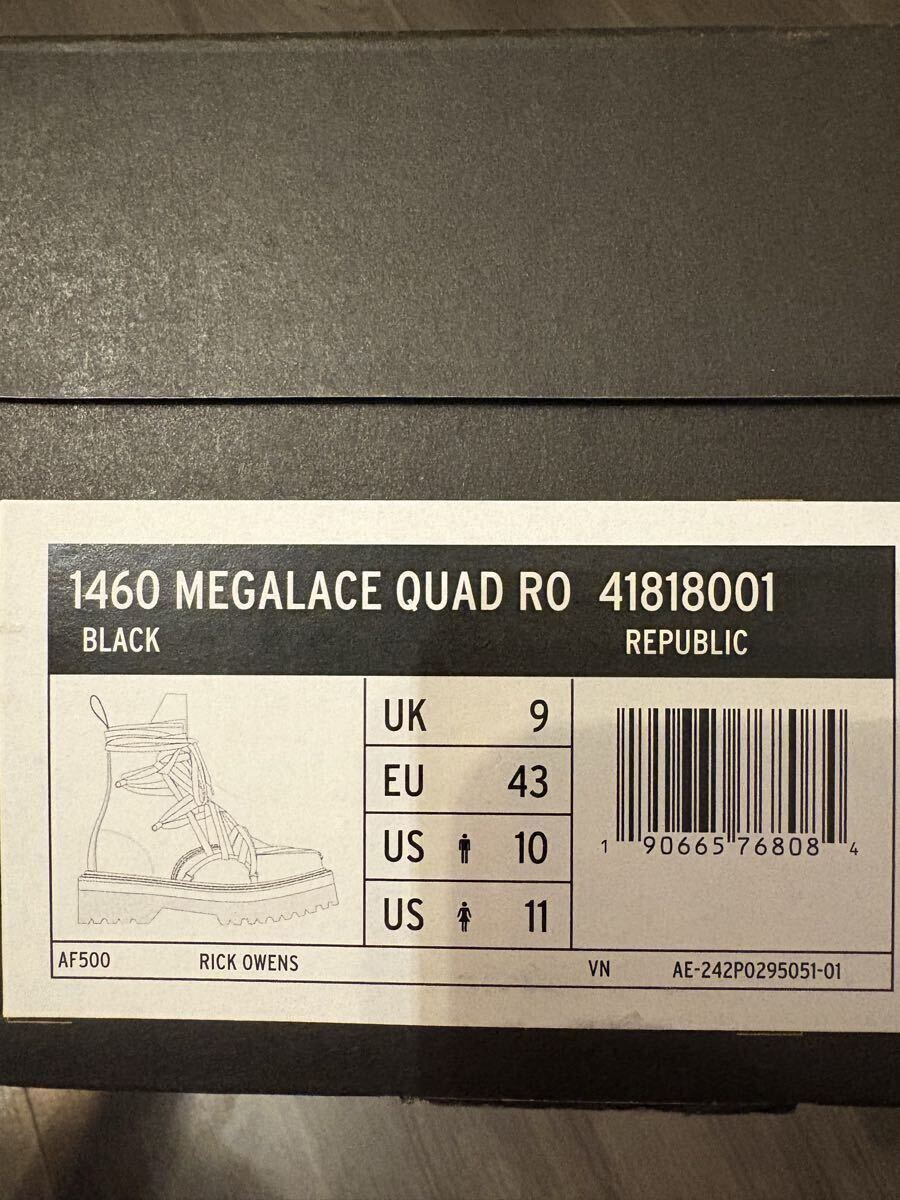 1460 MEGALACE QUAD RO 41818001
BLACK REPUBLIC
UK 9
EU 43
US 10
US 11
1 90665 76808 4
AF500 RICK OWENS VN AE-242P0295051-01